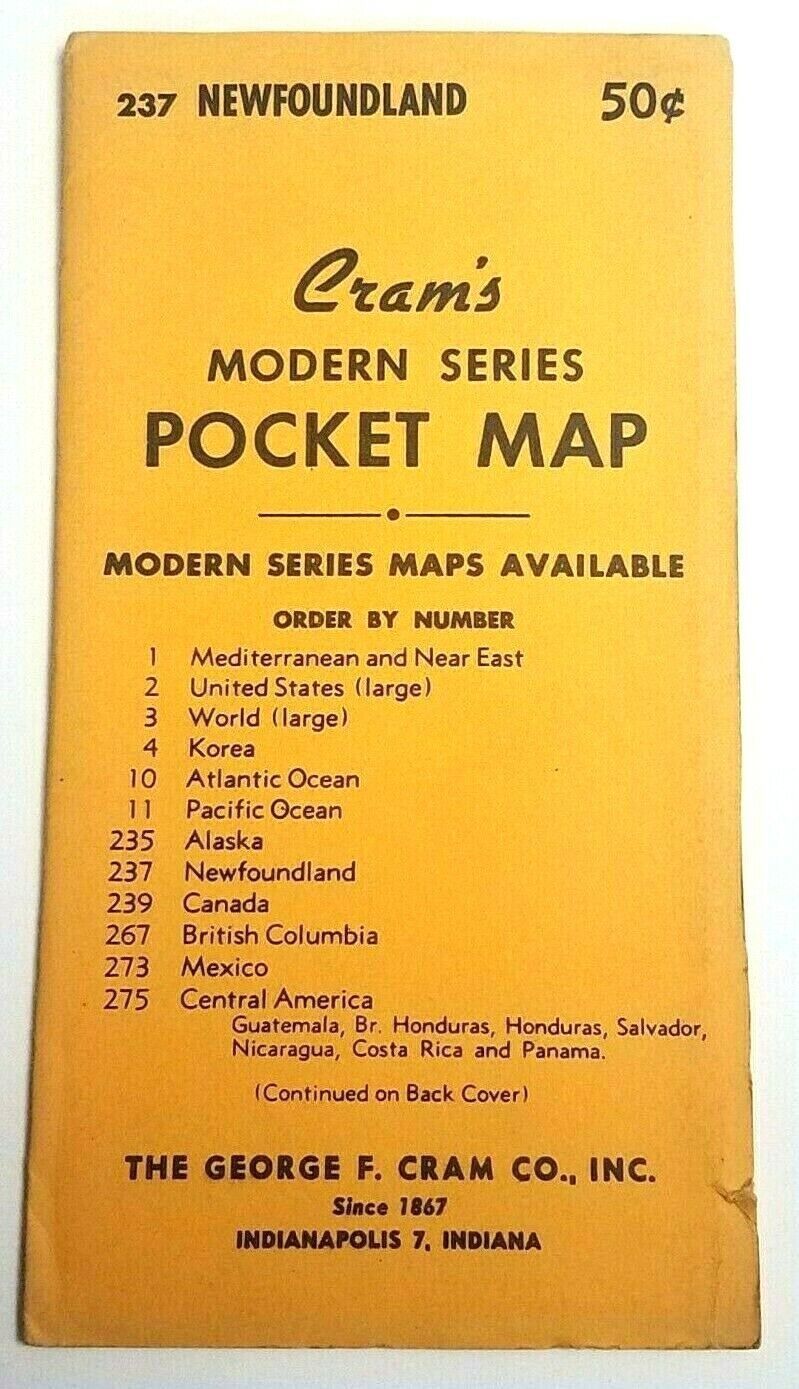 237 NEWFOUNDLAND 50¢
Cram's
MODERN SERIES
POCKET MAP
MODERN SERIES MAPS AVAILABLE
ORDER BY NUMBER
1 Mediterranean and Near East
2 United States (large)
3 World (large)
4 Korea
10 Atlantic Ocean
11 Pacific Ocean
235 Alaska
237 Newfoundland
239 Canada
267 British Columbia
273 Mexico
275 Central America
Guatemala, Br. Honduras, Honduras, Salvador,
Nicaragua, Costa Rica and Panama.
(Continued on Back Cover)
THE GEORGE F. CRAM CO., INC.
Since 1867
INDIANAPOLIS 7, INDIANA